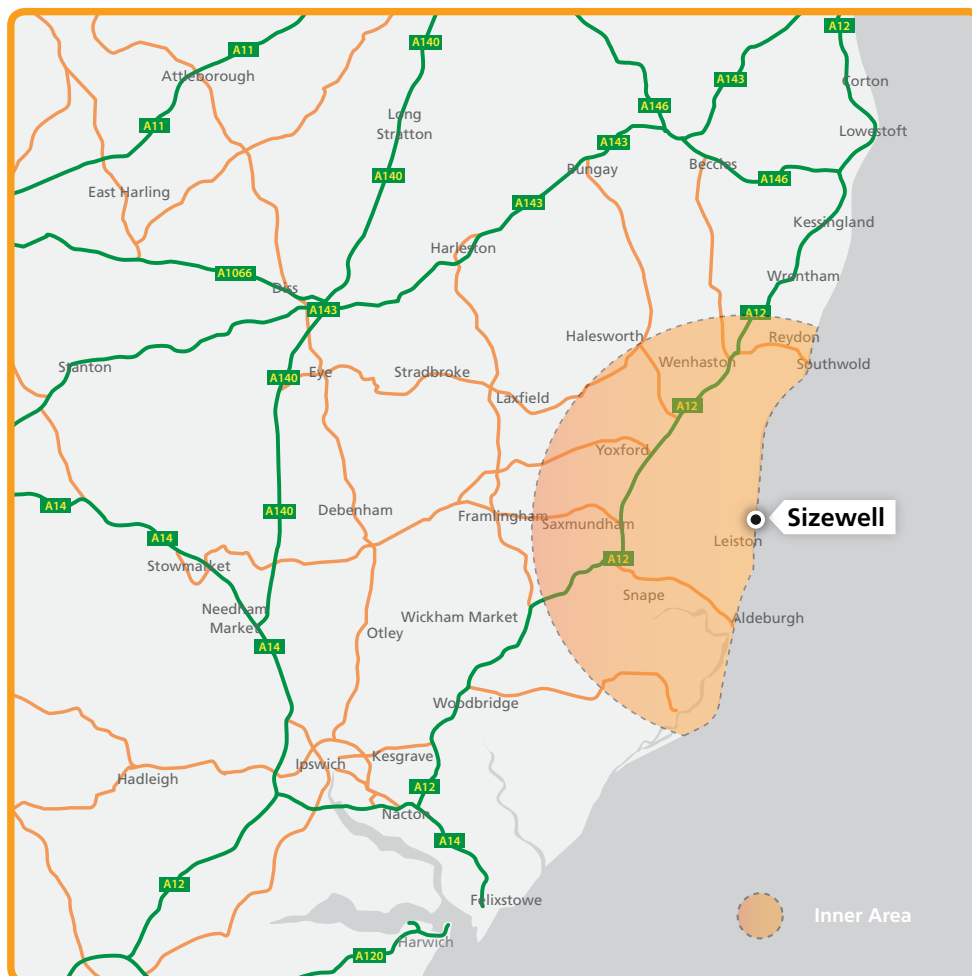 A12
A11
A140
Attleborough
A143
Corton
A146
Long
Stratton
A11
Lowestoft
A143
Bungay
Beccies
A140
A146
East Harling
A143
Kessingland
Harleston
A1066
Wrentham
Diss
A143
A12
Halesworth
Reydon
Wenhaston
Southwold
Stanton
A140
Eye
Stradbroke
Laxfield
A12
Yoxford
A14
A140
Debenham
Framlingham
Saxmundham
Sizewell
A14
Leiston
Stowmarket
A12
Snape
Needham
Market
Wickham Market
Aldeburgh
Otley
A14
Woodbridge
Kesgrave
Ipswich
Hadleigh
A12
Nacton
A14
A12
Felixstowe
Inner Area
Harwich
A120